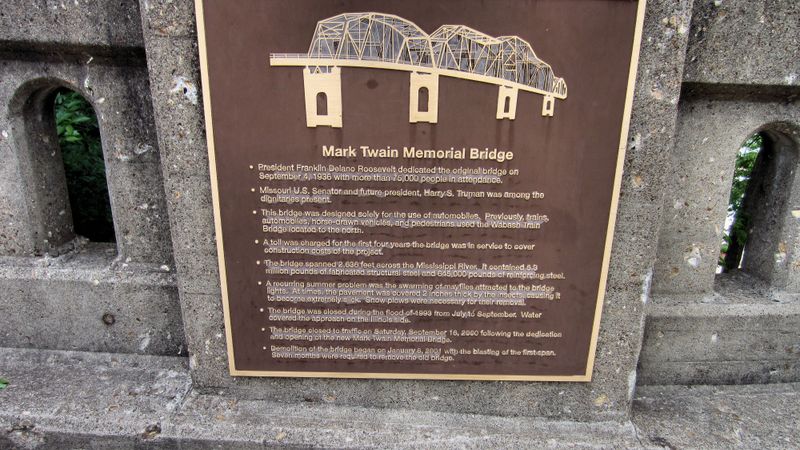 Mark Twain Memorial Bridge
• President Franklin Delano Roosevelt dedicated the original bridge on
September 4, 1936 with more than 75,000 people in attendance.
• Missouri U.S. Senator and future president, Harry S. Truman was among the
dignitaries present.
• This bridge was designed solely for the use of automobiles. Previously, trains,
automobiles, horse-drawn vehicles, and pedestrians used the Wabash Train
Bridge located to the north.
• A toll was charged for the first four years the bridge was in service to cover
construction costs of the project.
• The bridge spanned feet across the Mississippi River. It contained
million pounds of fabricated structural steel and pounds of reinforcing steel.
• A recurring summer problem was the swarming of mayflies attracted to the bridge
lights. At times, the pavement was covered 2 inches thick by the insects, causing it
to become extremely slick. Snow plows were necessary for their removal.
• The bridge was closed during the flood of 1993 from July to September. Water
covered the approach on the Illinois side.
• The bridge closed to traffic on Saturday, September 16, 2000 following the dedication
and opening of the new Mark Twain Memorial Bridge.
• Demolition of the bridge began on January 2001 with the blasting of the first span.
Seven months were required to remove the old bridge.